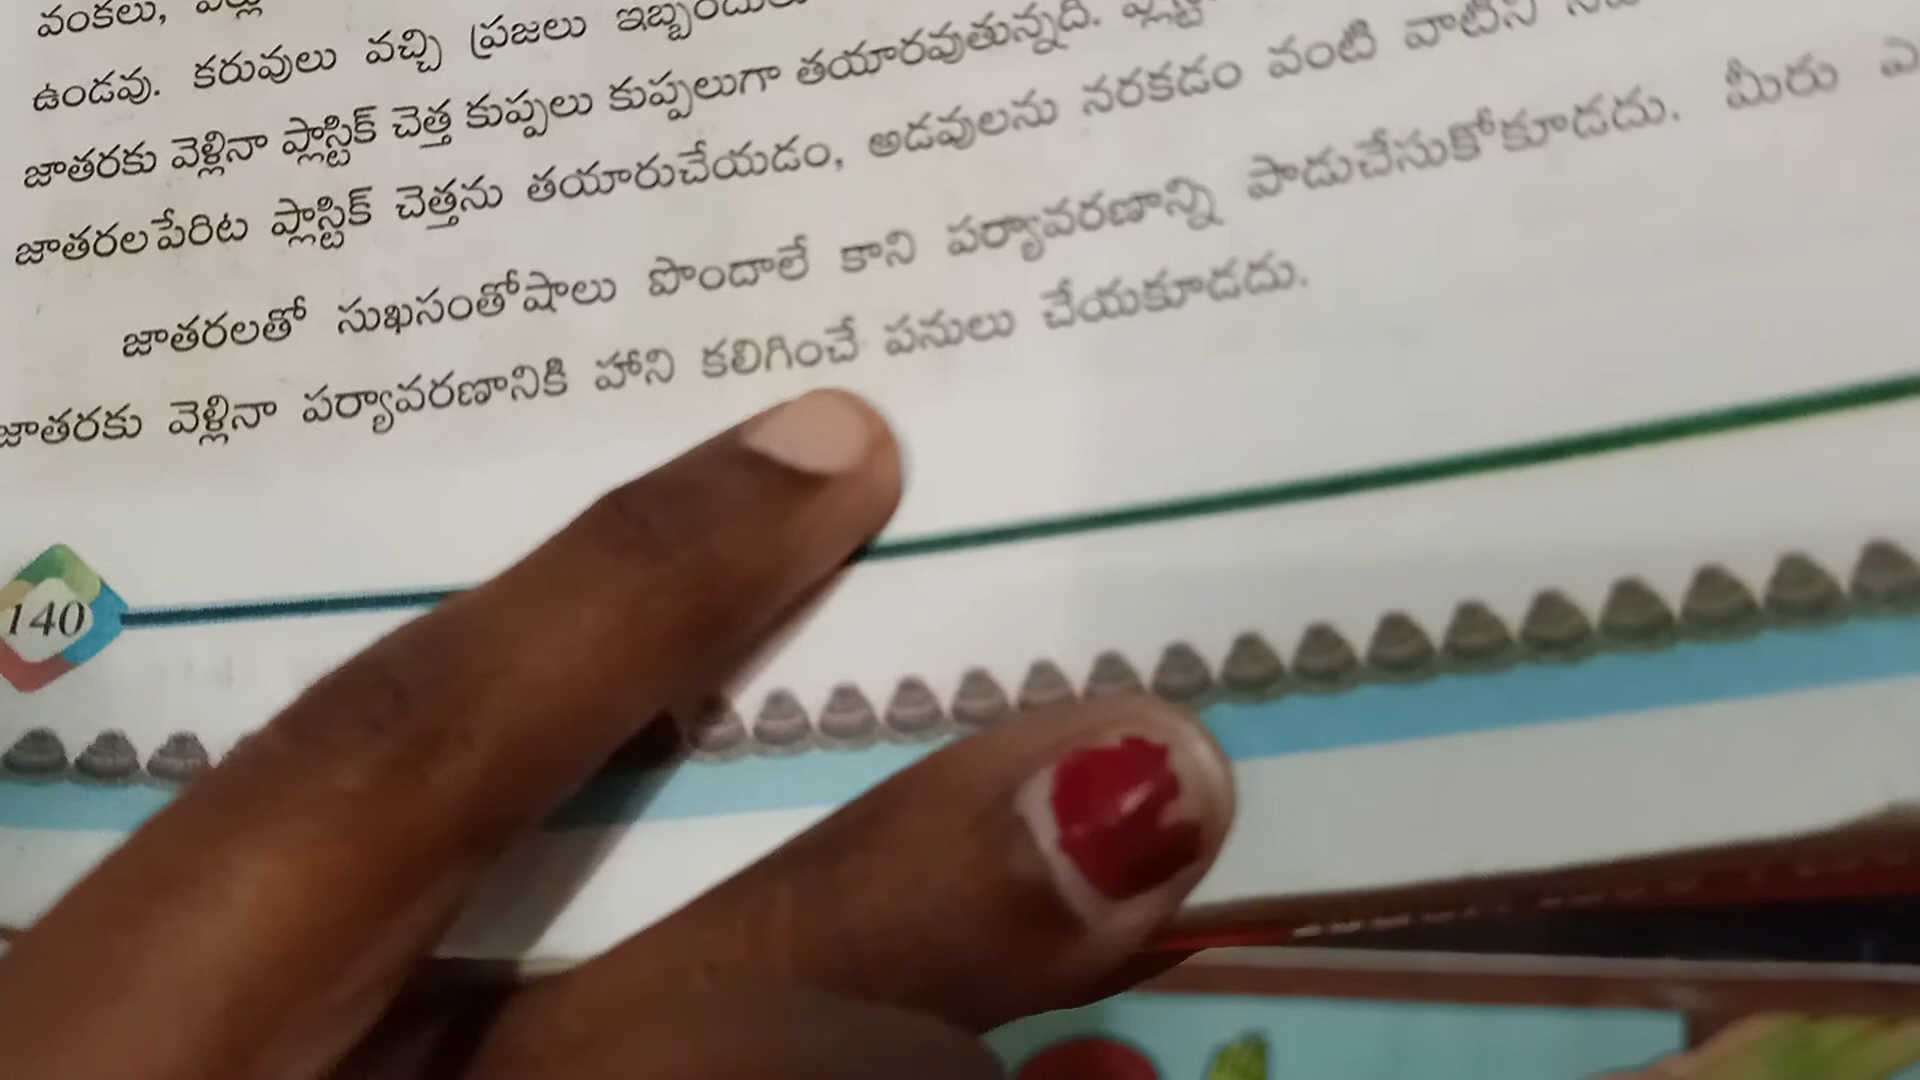 వంకలు,
ఉండవు. కరువులు వచ్చి ప్రజలు
జాతరకు వెళ్లినా ప్లాస్టిక్ చెత్త కుప్పలు కుప్పలుగా తయారవుతున్నది.
జాతరలపేరిట ప్లాస్టిక్ చెత్తను తయారుచేయడం, అడవులను నరకడం వంటి వాటిని
జాతరలతో సుఖసంతోషాలు పొందాలే కాని పర్యావరణాన్ని పాడుచేసుకోకూడదు. మీరు
జాతరకు వెళ్లినా పర్యావరణానికి హాని కలిగించే పనులు చేయకూడదు.
140